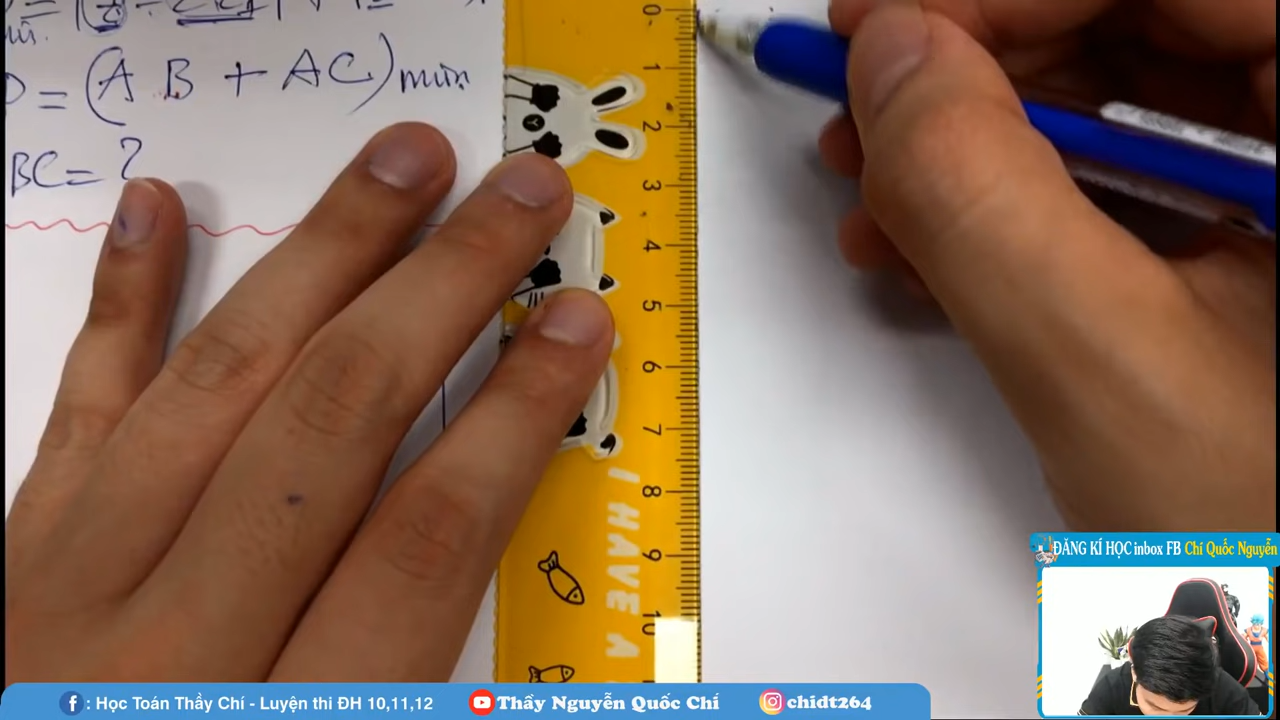 = (AB + AC)min
BC = ?
0
1
2
3
4
5
6
7
8
9
10
Y
I HAVE A
ĐĂNG KÍ HỌC inbox FB Chí Quốc Nguyễn
f : Học Toán Thầy Chí - Luyện thi ĐH 10,11,12
Thầy Nguyễn Quốc Chí
chidt264